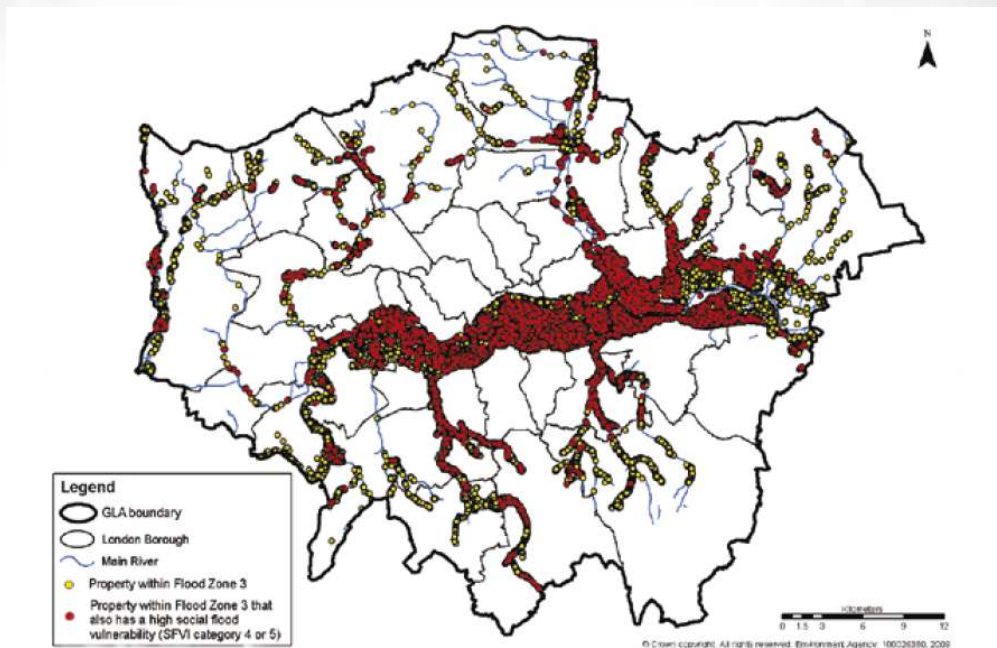 N
Legend
GLA boundary
London Borough
Main River
Property within Flood Zone 3
Property within Flood Zone 3 that
also has a high social flood
vulnerability (SFVI category 4 or 5)
Kilometers
0 1.5 3 6 9 12
© Crown copyright. All rights reserved. Environment Agency, 100026380, 2009